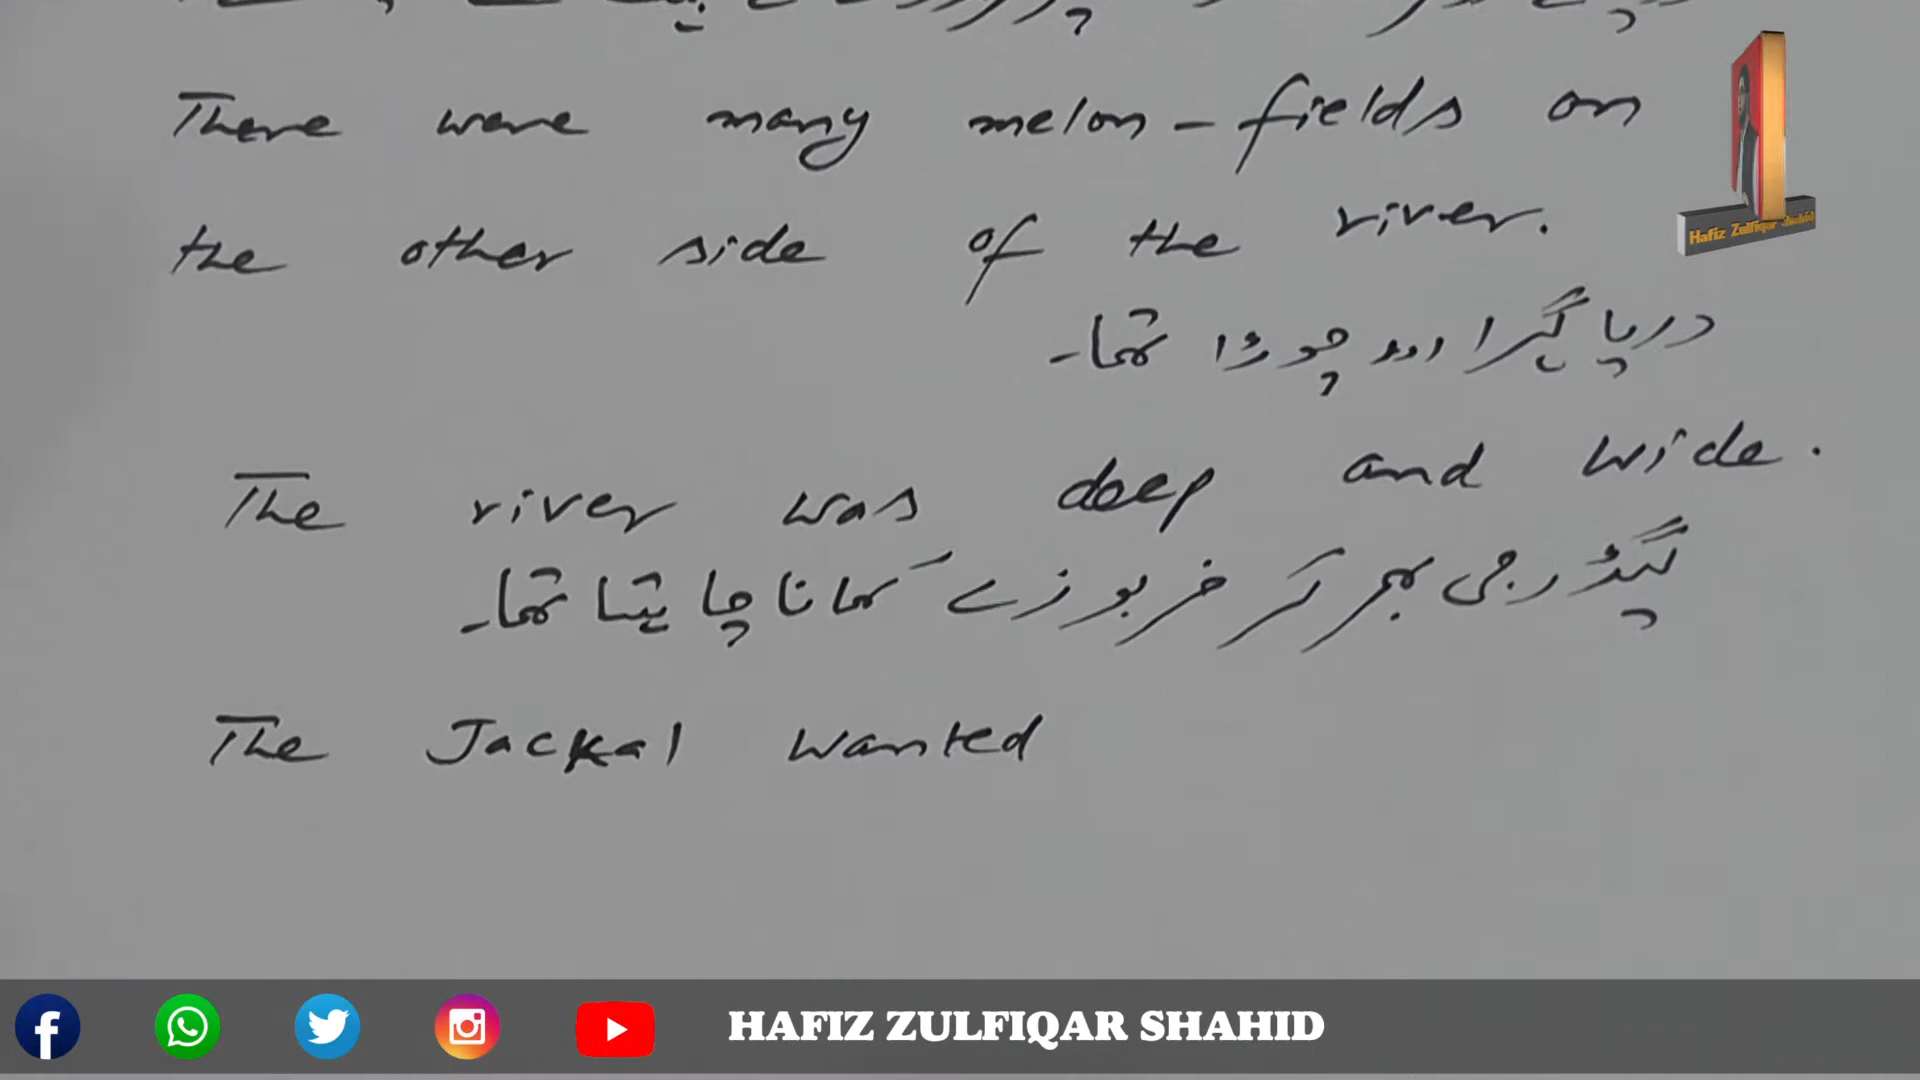 There were many melon-fields on
the other side of the river.
Hafiz Zulfiqar Shahid
دریا گہرا اور چوڑا تھا۔
The river was deep and wide.
گیدڑ جی بھر کر خربوزے کھانا چاہتا تھا۔
The Jackal wanted
HAFIZ ZULFIQAR SHAHID